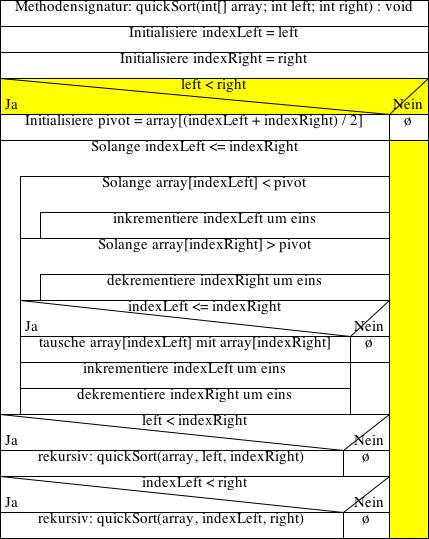 Methodensignatur: quickSort(int[] array; int left; int right) : void
Initialisiere indexLeft = left
Initialisiere indexRight = right
left < right
Ja
Nein
Initialisiere pivot = array[(indexLeft + indexRight) / 2]
ø
Solange indexLeft <= indexRight
Solange array[indexLeft] < pivot
inkrementiere indexLeft um eins
Solange array[indexRight] > pivot
dekrementiere indexRight um eins
indexLeft <= indexRight
Ja
Nein
tausche array[indexLeft] mit array[indexRight]
ø
inkrementiere indexLeft um eins
dekrementiere indexRight um eins
left < indexRight
Ja
Nein
rekursiv: quickSort(array, left, indexRight)
ø
indexLeft < right
Ja
Nein
rekursiv: quickSort(array, indexLeft, right)
ø